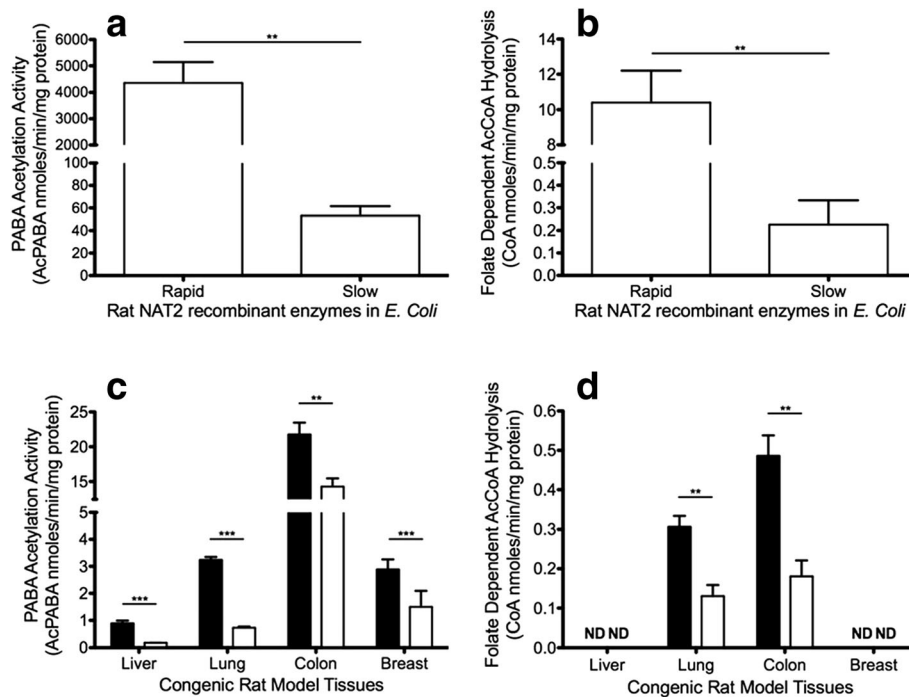 a
**
PABA Acetylation Activity
(AcPABA nmoles/min/mg protein)
6000
5000
4000
3000
2000
100
80
60
40
20
0
Rapid Slow
Rat NAT2 recombinant enzymes in E. Coli
b
**
Folate Dependent AcCoA Hydrolysis
(CoA nmoles/min/mg protein)
14
12
10
8
6
0.5
0.4
0.3
0.2
0.1
0.0
Rapid Slow
Rat NAT2 recombinant enzymes in E. Coli
c
**
PABA Acetylation Activity
(AcPABA nmoles/min/mg protein)
25
20
15
10
5
4
3
2
1
0
*** *** ***
Liver Lung Colon Breast
Congenic Rat Model Tissues
d
**
**
Folate Dependent AcCoA Hydrolysis
(CoA nmoles/min/mg protein)
0.6
0.5
0.4
0.3
0.2
0.1
0.0
ND ND ND ND
Liver Lung Colon Breast
Congenic Rat Model Tissues